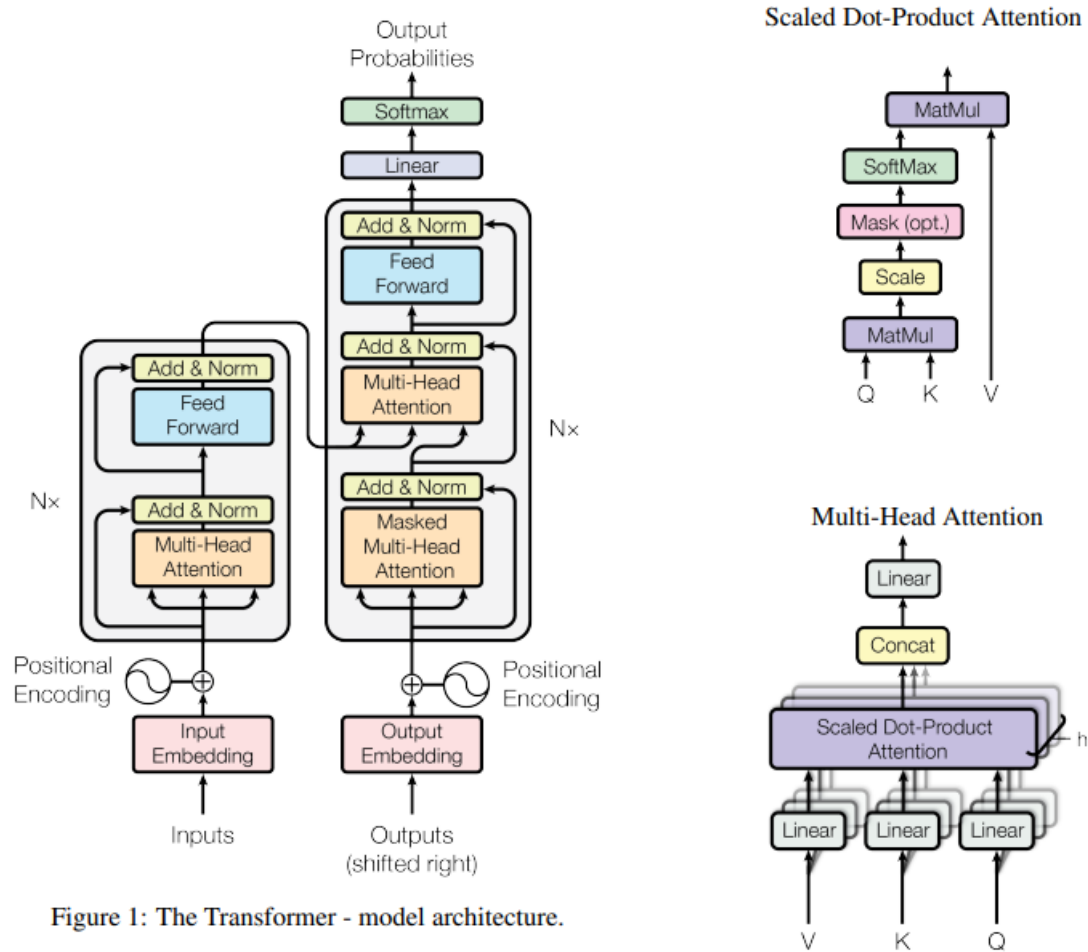 Output
Probabilities
Softmax
Linear
Add & Norm
Feed
Forward
Add & Norm
Multi-Head
Attention
Add & Norm
Masked
Multi-Head
Attention
Nx
Add & Norm
Feed
Forward
Add & Norm
Multi-Head
Attention
Nx
Positional
Encoding
Positional
Encoding
Input
Embedding
Output
Embedding
Inputs
Outputs
(shifted right)
Figure 1: The Transformer - model architecture.
Scaled Dot-Product Attention
MatMul
SoftMax
Mask (opt.)
Scale
MatMul
Q K V
Multi-Head Attention
Linear
Concat
Scaled Dot-Product
Attention
h
Linear Linear Linear
V K Q